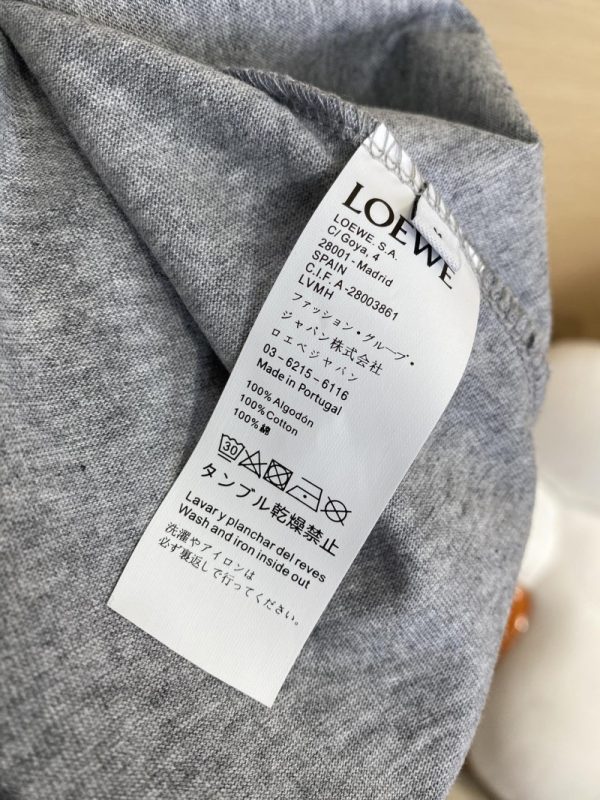 LOEWE
LOEWE. S.A.
C/Goya, 4
28001-Madrid
SPAIN
C.I.F. A-28003861
LVMH
ファッション・グループ・
ジャパン株式会社
ロエベジャパン
03-6215-6116
Made in Portugal
100% Algodón
100% Cotton
100% 綿
30
タンブル乾燥禁止
Lavar y planchar del reves
Wash and iron inside out
洗濯やアイロンは
必ず裏返しで行ってください。